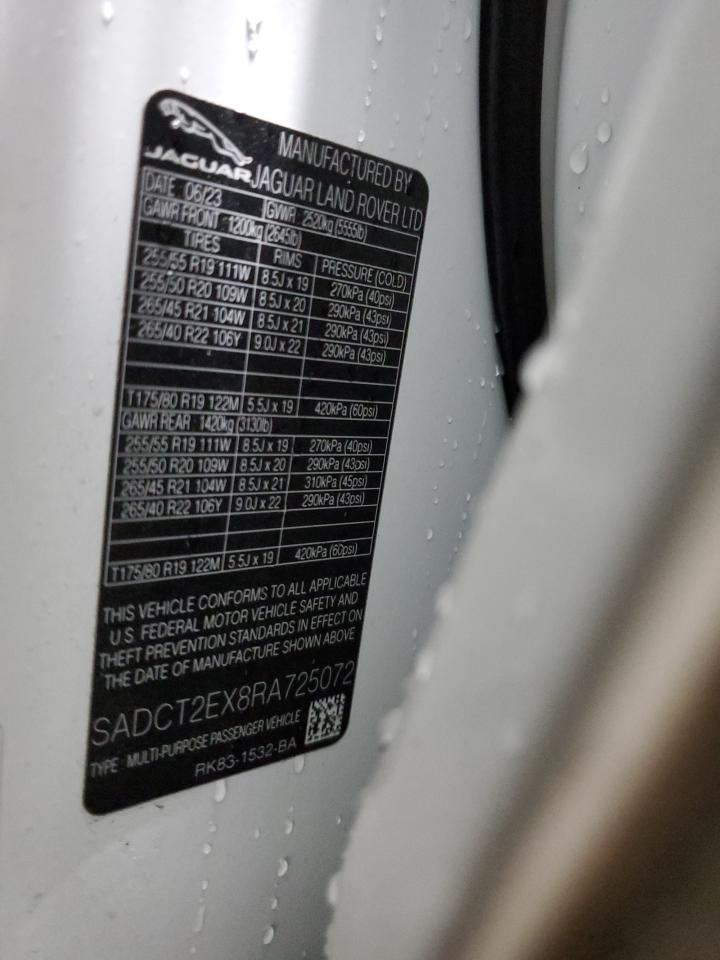 JAGUAR
MANUFACTURED BY
JAGUAR LAND ROVER LTD
DATE : 06/23 GVWR 2520kg (5555lb)
GAWR FRONT 1200kg (2645lb)
TIRES RIMS PRESSURE (COLD)
255/55 R19 111W 8.5J x 19 270kPa (40psi)
255/50 R20 109W 8.5J x 20 290kPa (43psi)
265/45 R21 104W 8.5J x 21 290kPa (43psi)
265/40 R22 106Y 9.0J x 22 290kPa (43psi)
T175/80 R19 122M 5.5J x 19 420kPa (60psi)
GAWR REAR 1420kg (3130lb)
255/55 R19 111W 8.5J x 19 270kPa (40psi)
255/50 R20 109W 8.5J x 20 290kPa (43psi)
265/45 R21 104W 8.5J x 21 310kPa (45psi)
265/40 R22 106Y 9.0J x 22 290kPa (43psi)
T175/80 R19 122M 5.5J x 19 420kPa (60psi)
THIS VEHICLE CONFORMS TO ALL APPLICABLE
U.S. FEDERAL MOTOR VEHICLE SAFETY AND
THEFT PREVENTION STANDARDS IN EFFECT ON
THE DATE OF MANUFACTURE SHOWN ABOVE
SADCT2EX8RA725072
TYPE : MULTI-PURPOSE PASSENGER VEHICLE
RK83-1532-BA